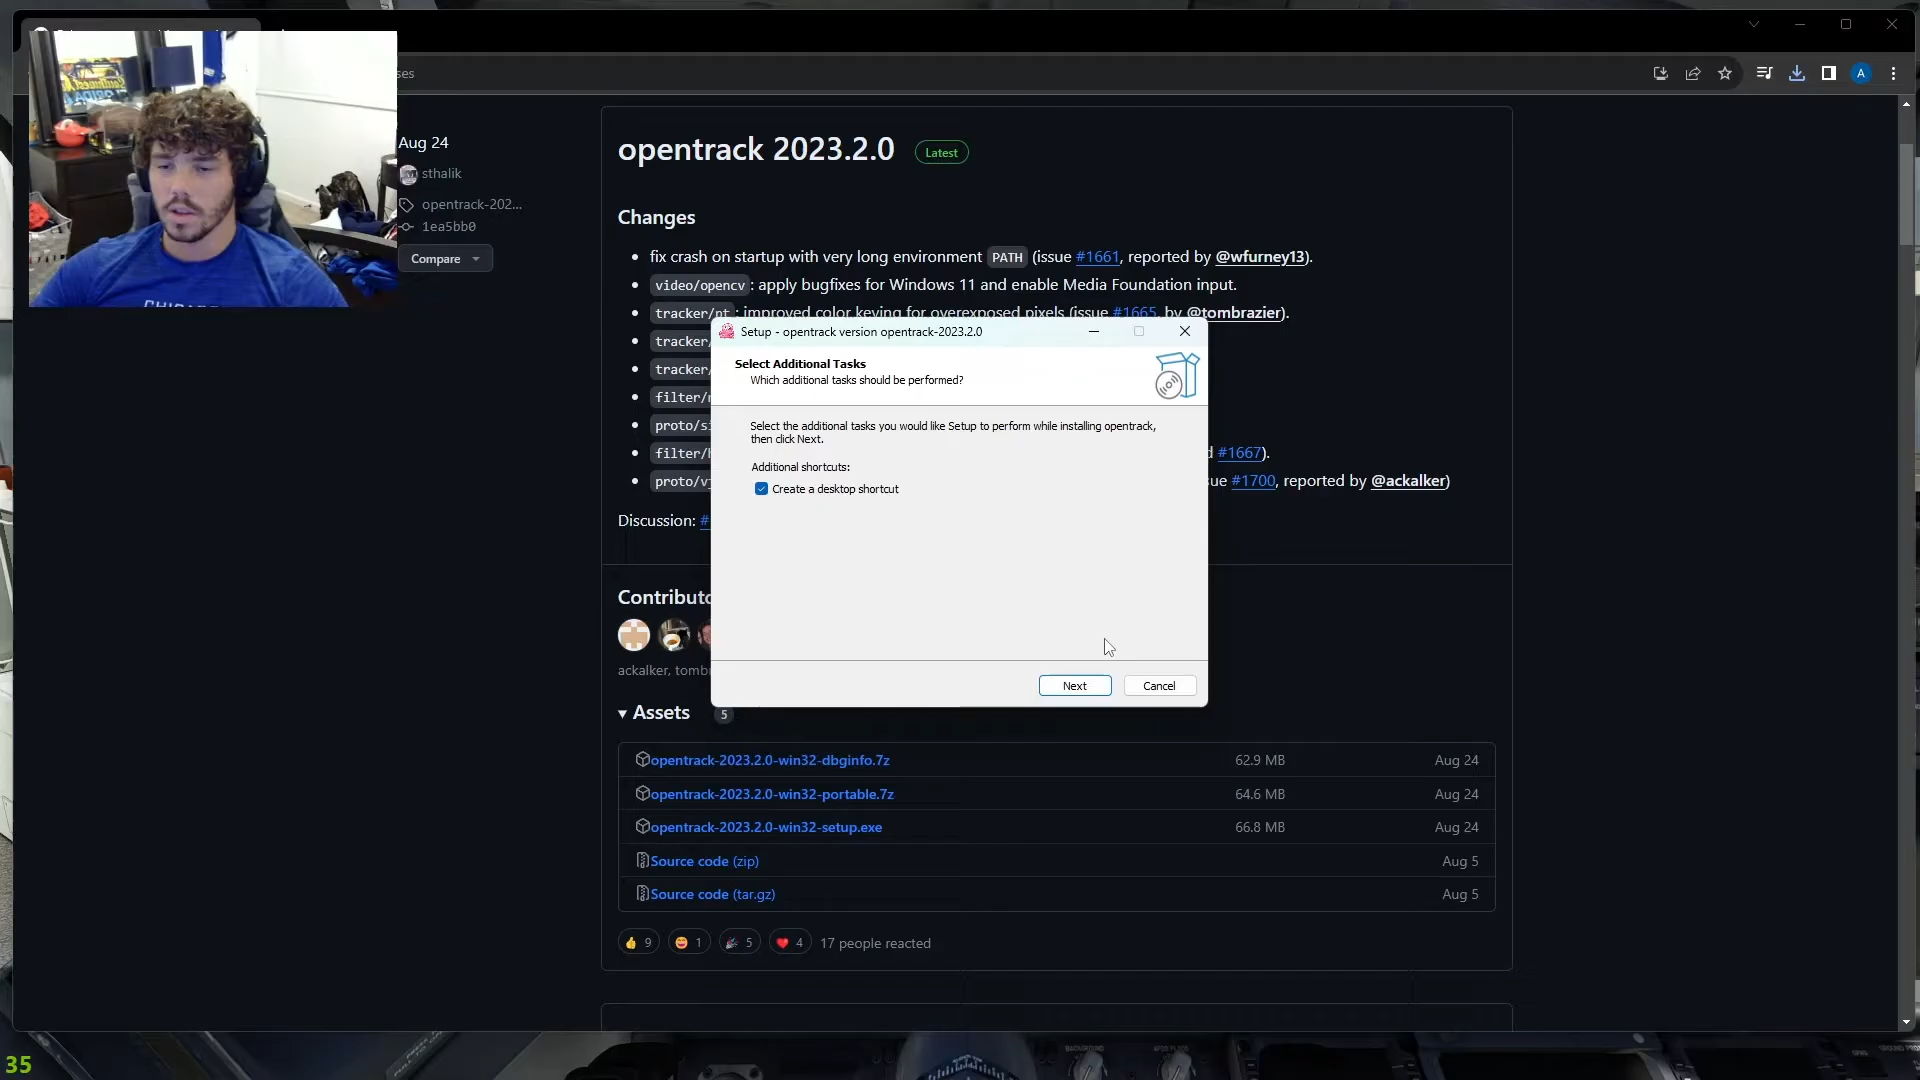 ses
Aug 24
sthalik
opentrack-202...
1ea5bb0
Compare
opentrack 2023.2.0
Latest
Changes
fix crash on startup with very long environment PATH (issue #1661, reported by @wfurney13).
video/opencv: apply bugfixes for Windows 11 and enable Media Foundation input.
tracker/pt: improved color keying for overexposed pixels (issue #1665, by @tombrazier).
tracker/
tracker/
filter/
proto/s
filter/ #1667).
proto/v sue #1700, reported by @ackalker)
Discussion: #
Setup - opentrack version opentrack-2023.2.0
Select Additional Tasks
Which additional tasks should be performed?
Select the additional tasks you would like Setup to perform while installing opentrack,
then click Next.
Additional shortcuts:
Create a desktop shortcut
Next
Cancel
Contributo
ackalker, tomb
Assets 5
opentrack-2023.2.0-win32-dbginfo.7z 62.9 MB Aug 24
opentrack-2023.2.0-win32-portable.7z 64.6 MB Aug 24
opentrack-2023.2.0-win32-setup.exe 66.8 MB Aug 24
Source code (zip) Aug 5
Source code (tar.gz) Aug 5
9 1 5 4 17 people reacted
A
35